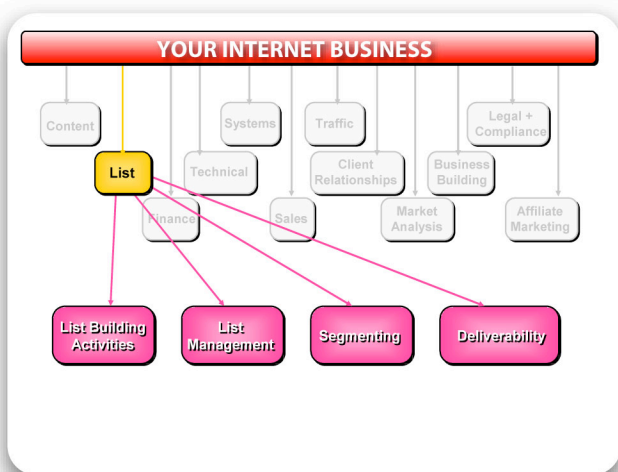 YOUR INTERNET BUSINESS
Content
Systems
Traffic
Legal +
Compliance
List
Technical
Client
Relationships
Business
Building
Finance
Sales
Market
Analysis
Affiliate
Marketing
List Building
Activities
List
Management
Segmenting
Deliverability